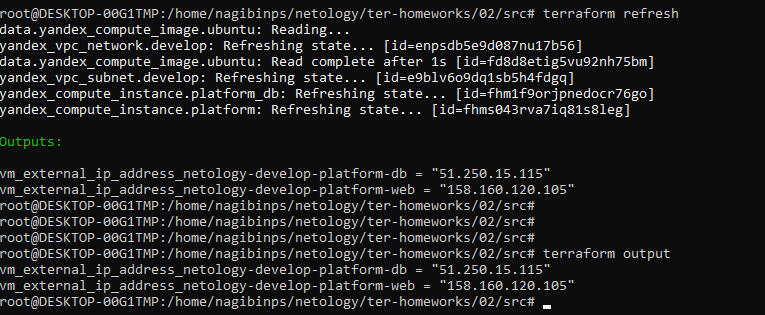 root@DESKTOP-00G1TMP:/home/nagibinps/netology/ter-homeworks/02/src# terraform refresh
data.yandex_compute_image.ubuntu: Reading...
yandex_vpc_network.develop: Refreshing state... [id=enpsdb5e9d087nu17b56]
data.yandex_compute_image.ubuntu: Read complete after 1s [id=fd8d8etig5vu92nh75bm]
yandex_vpc_subnet.develop: Refreshing state... [id=e9blv6o9dq1sb5h4fdgq]
yandex_compute_instance.platform_db: Refreshing state... [id=fhm1f9orjpnedocr76go]
yandex_compute_instance.platform: Refreshing state... [id=fhms043rva7iq81s8leg]
Outputs:
vm_external_ip_address_netology-develop-platform-db = "51.250.15.115"
vm_external_ip_address_netology-develop-platform-web = "158.160.120.105"
root@DESKTOP-00G1TMP:/home/nagibinps/netology/ter-homeworks/02/src#
root@DESKTOP-00G1TMP:/home/nagibinps/netology/ter-homeworks/02/src#
root@DESKTOP-00G1TMP:/home/nagibinps/netology/ter-homeworks/02/src#
root@DESKTOP-00G1TMP:/home/nagibinps/netology/ter-homeworks/02/src# terraform output
vm_external_ip_address_netology-develop-platform-db = "51.250.15.115"
vm_external_ip_address_netology-develop-platform-web = "158.160.120.105"
root@DESKTOP-00G1TMP:/home/nagibinps/netology/ter-homeworks/02/src#